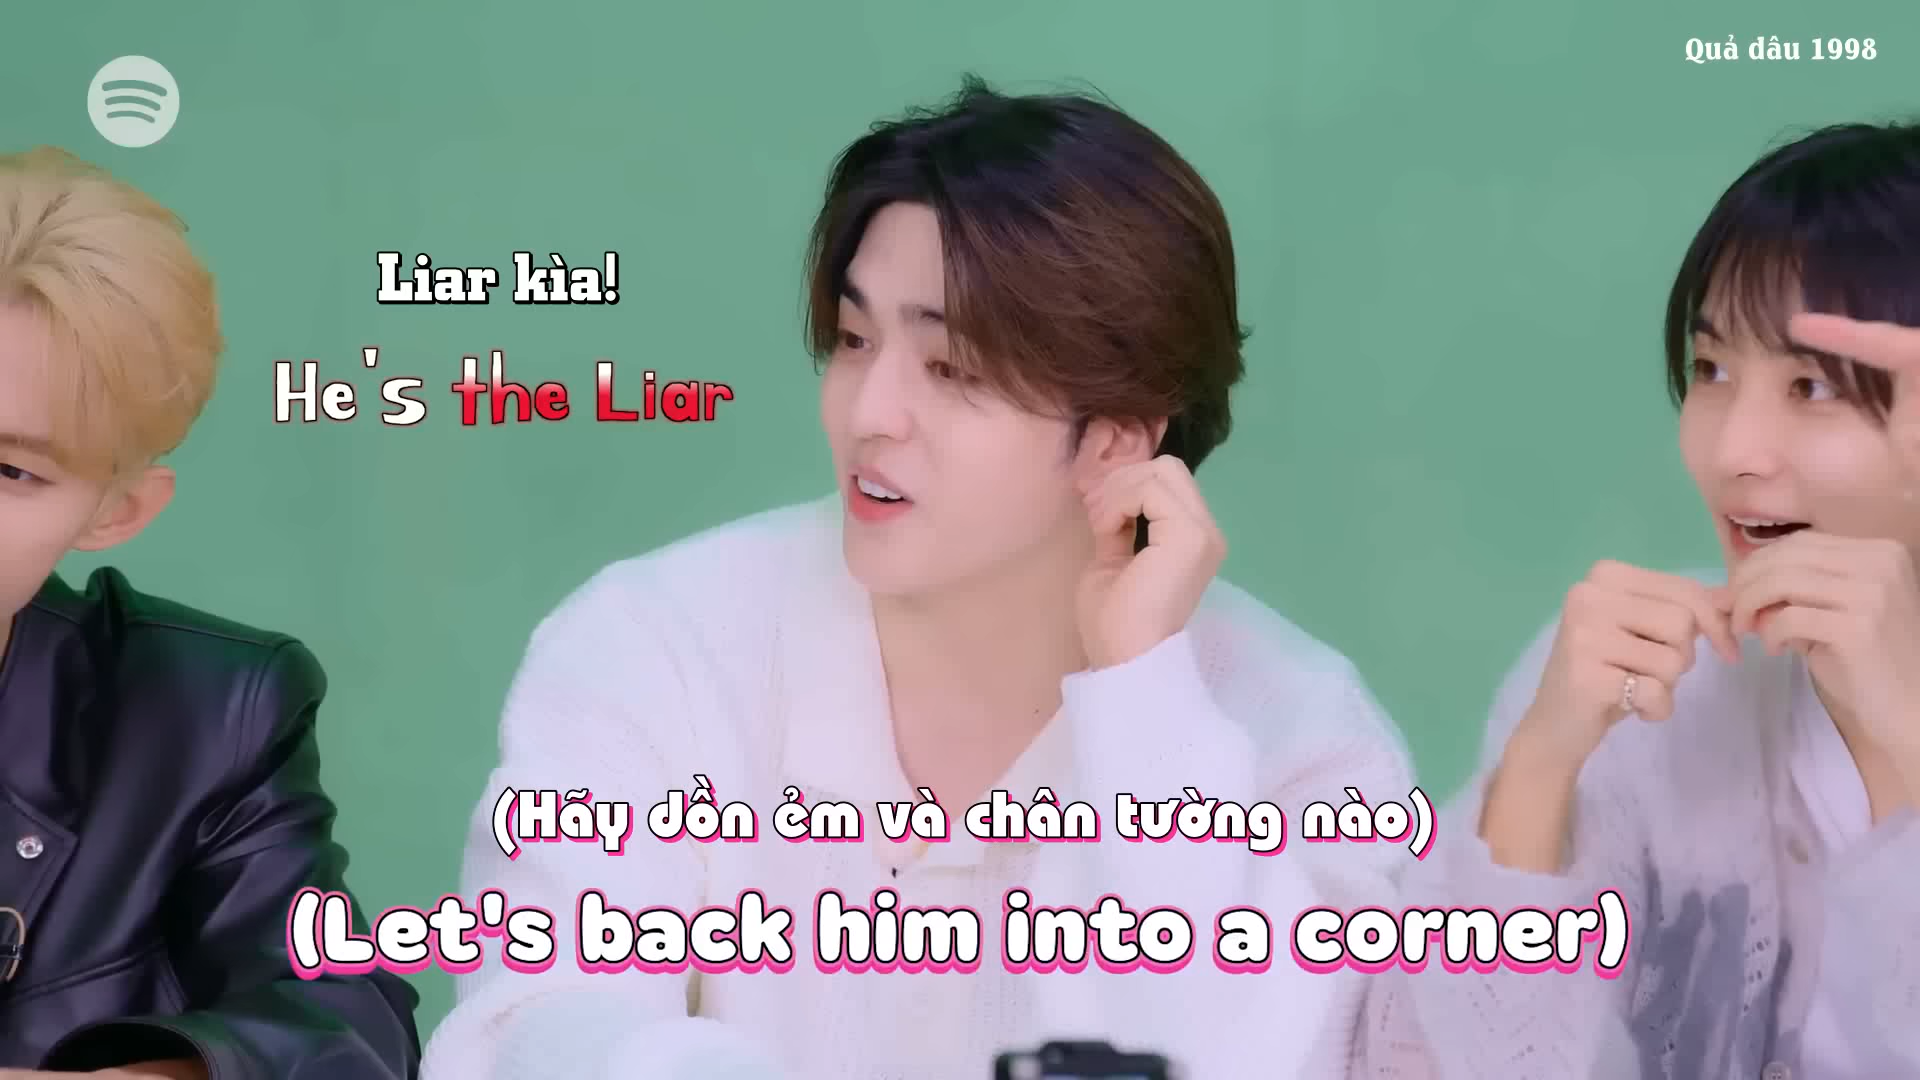 Quả dâu 1998
Liar kìa!
He's the Liar
(Hãy dồn ẻm và chân tường nào)
(Let's back him into a corner)